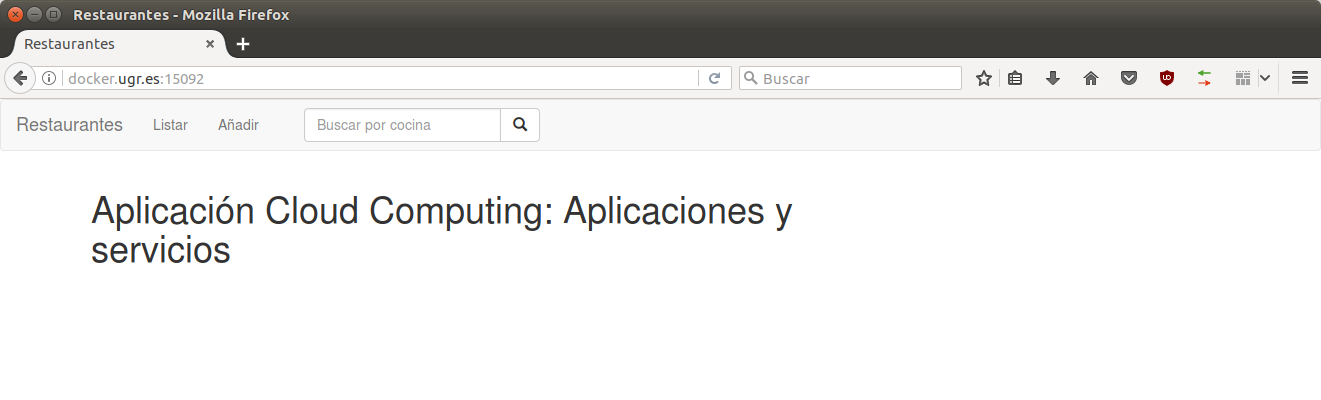 Restaurantes - Mozilla Firefox
Restaurantes
docker.ugr.es:15092 Buscar
Restaurantes Listar Añadir Buscar por cocina
Aplicación Cloud Computing: Aplicaciones y
servicios